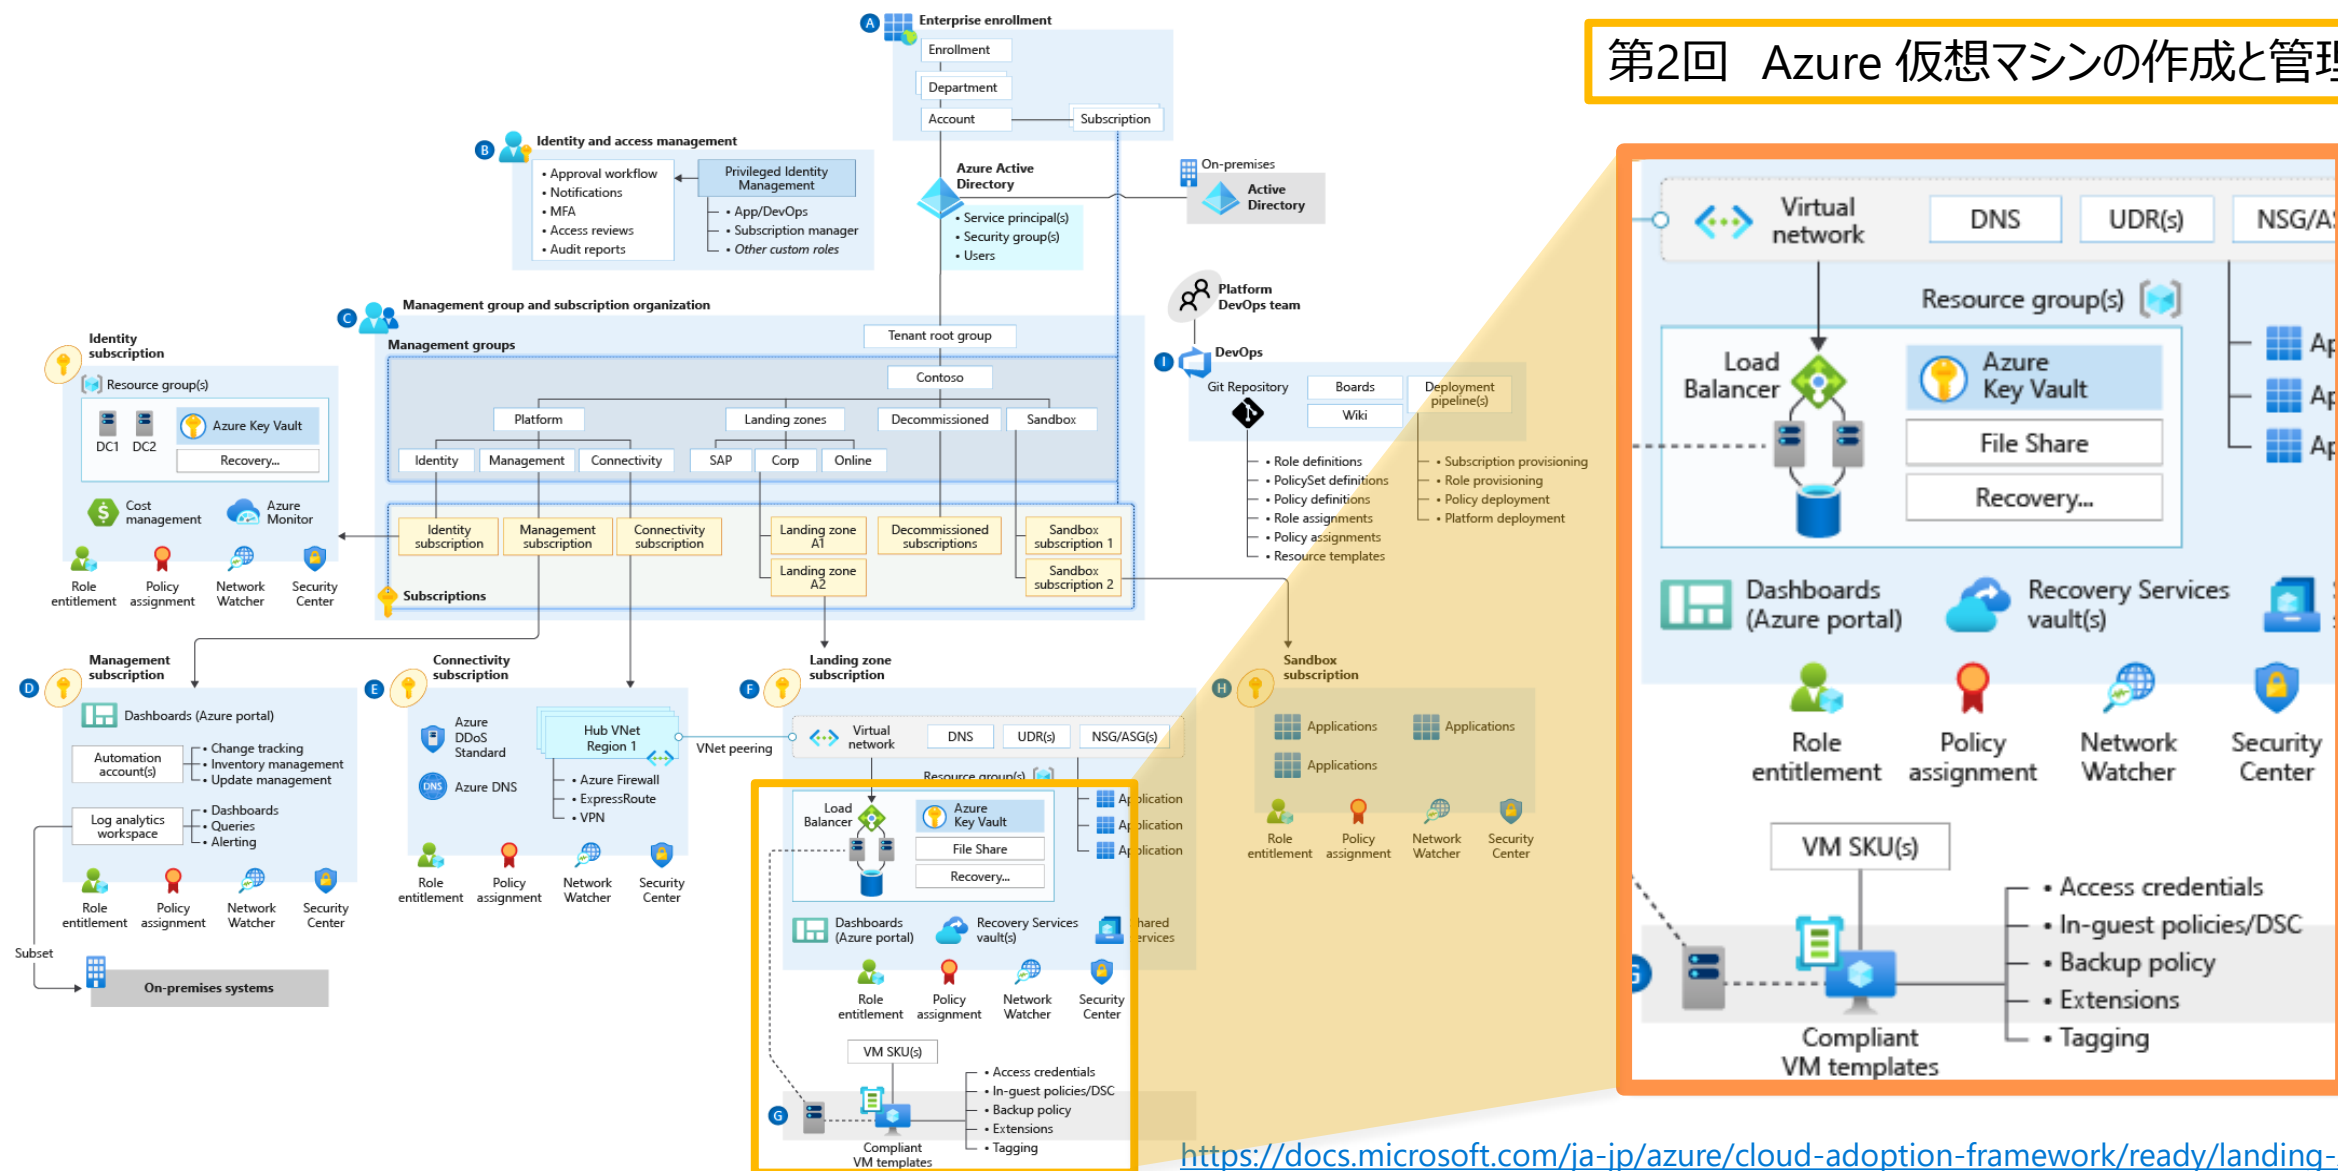 A Enterprise enrollment
Enrollment
Department
Account
Subscription
第2回 Azure 仮想マシンの作成と管理
B Identity and access management
• Approval workflow
• Notifications
• MFA
• Access reviews
• Audit reports
Privileged Identity
Management
• App/DevOps
• Subscription manager
• Other custom roles
Azure Active
Directory
• Service principal(s)
• Security group(s)
• Users
On-premises
Active
Directory
Platform
DevOps team
I DevOps
Git Repository
Boards
Wiki
Deployment
pipeline(s)
• Role definitions
• PolicySet definitions
• Policy definitions
• Role assignments
• Policy assignments
• Resource templates
• Subscription provisioning
• Role provisioning
• Policy deployment
• Platform deployment
C Management group and subscription organization
Management groups
Tenant root group
Contoso
Platform
Landing zones
Decommissioned
Sandbox
Identity
Management
Connectivity
SAP
Corp
Online
Identity
subscription
Management
subscription
Connectivity
subscription
Landing zone
A1
Landing zone
A2
Decommissioned
subscriptions
Sandbox
subscription 1
Sandbox
subscription 2
Subscriptions
Identity
subscription
Resource group(s)
DC1 DC2
Azure Key Vault
Recovery...
Cost
management
Azure
Monitor
Role
entitlement
Policy
assignment
Network
Watcher
Security
Center
D Management
subscription
Dashboards (Azure portal)
Automation
account(s)
• Change tracking
• Inventory management
• Update management
Log analytics
workspace
• Dashboards
• Queries
• Alerting
Role
entitlement
Policy
assignment
Network
Watcher
Security
Center
Subset
On-premises systems
E Connectivity
subscription
Azure
DDoS
Standard
DNS
Azure DNS
Hub VNet
Region 1
• Azure Firewall
• ExpressRoute
• VPN
Role
entitlement
Policy
assignment
Network
Watcher
Security
Center
VNet peering
F Landing zone
subscription
Virtual
network
DNS
UDR(s)
NSG/ASG(s)
Resource group(s)
Load
Balancer
Azure
Key Vault
File Share
Recovery...
Application
Application
Application
Dashboards
(Azure portal)
Recovery Services
vault(s)
Shared
services
Role
entitlement
Policy
assignment
Network
Watcher
Security
Center
VM SKU(s)
G
Compliant
VM templates
• Access credentials
• In-guest policies/DSC
• Backup policy
• Extensions
• Tagging
H Sandbox
subscription
Applications
Applications
Applications
Role
entitlement
Policy
assignment
Network
Watcher
Security
Center
Virtual
network
DNS
UDR(s)
NSG/A
Resource group(s)
Load
Balancer
Azure
Key Vault
File Share
Recovery...
Ap
Ap
Ap
Dashboards
(Azure portal)
Recovery Services
vault(s)
Role
entitlement
Policy
assignment
Network
Watcher
Security
Center
VM SKU(s)
G
Compliant
VM templates
• Access credentials
• In-guest policies/DSC
• Backup policy
• Extensions
• Tagging
https://docs.microsoft.com/ja-jp/azure/cloud-adoption-framework/ready/landing-